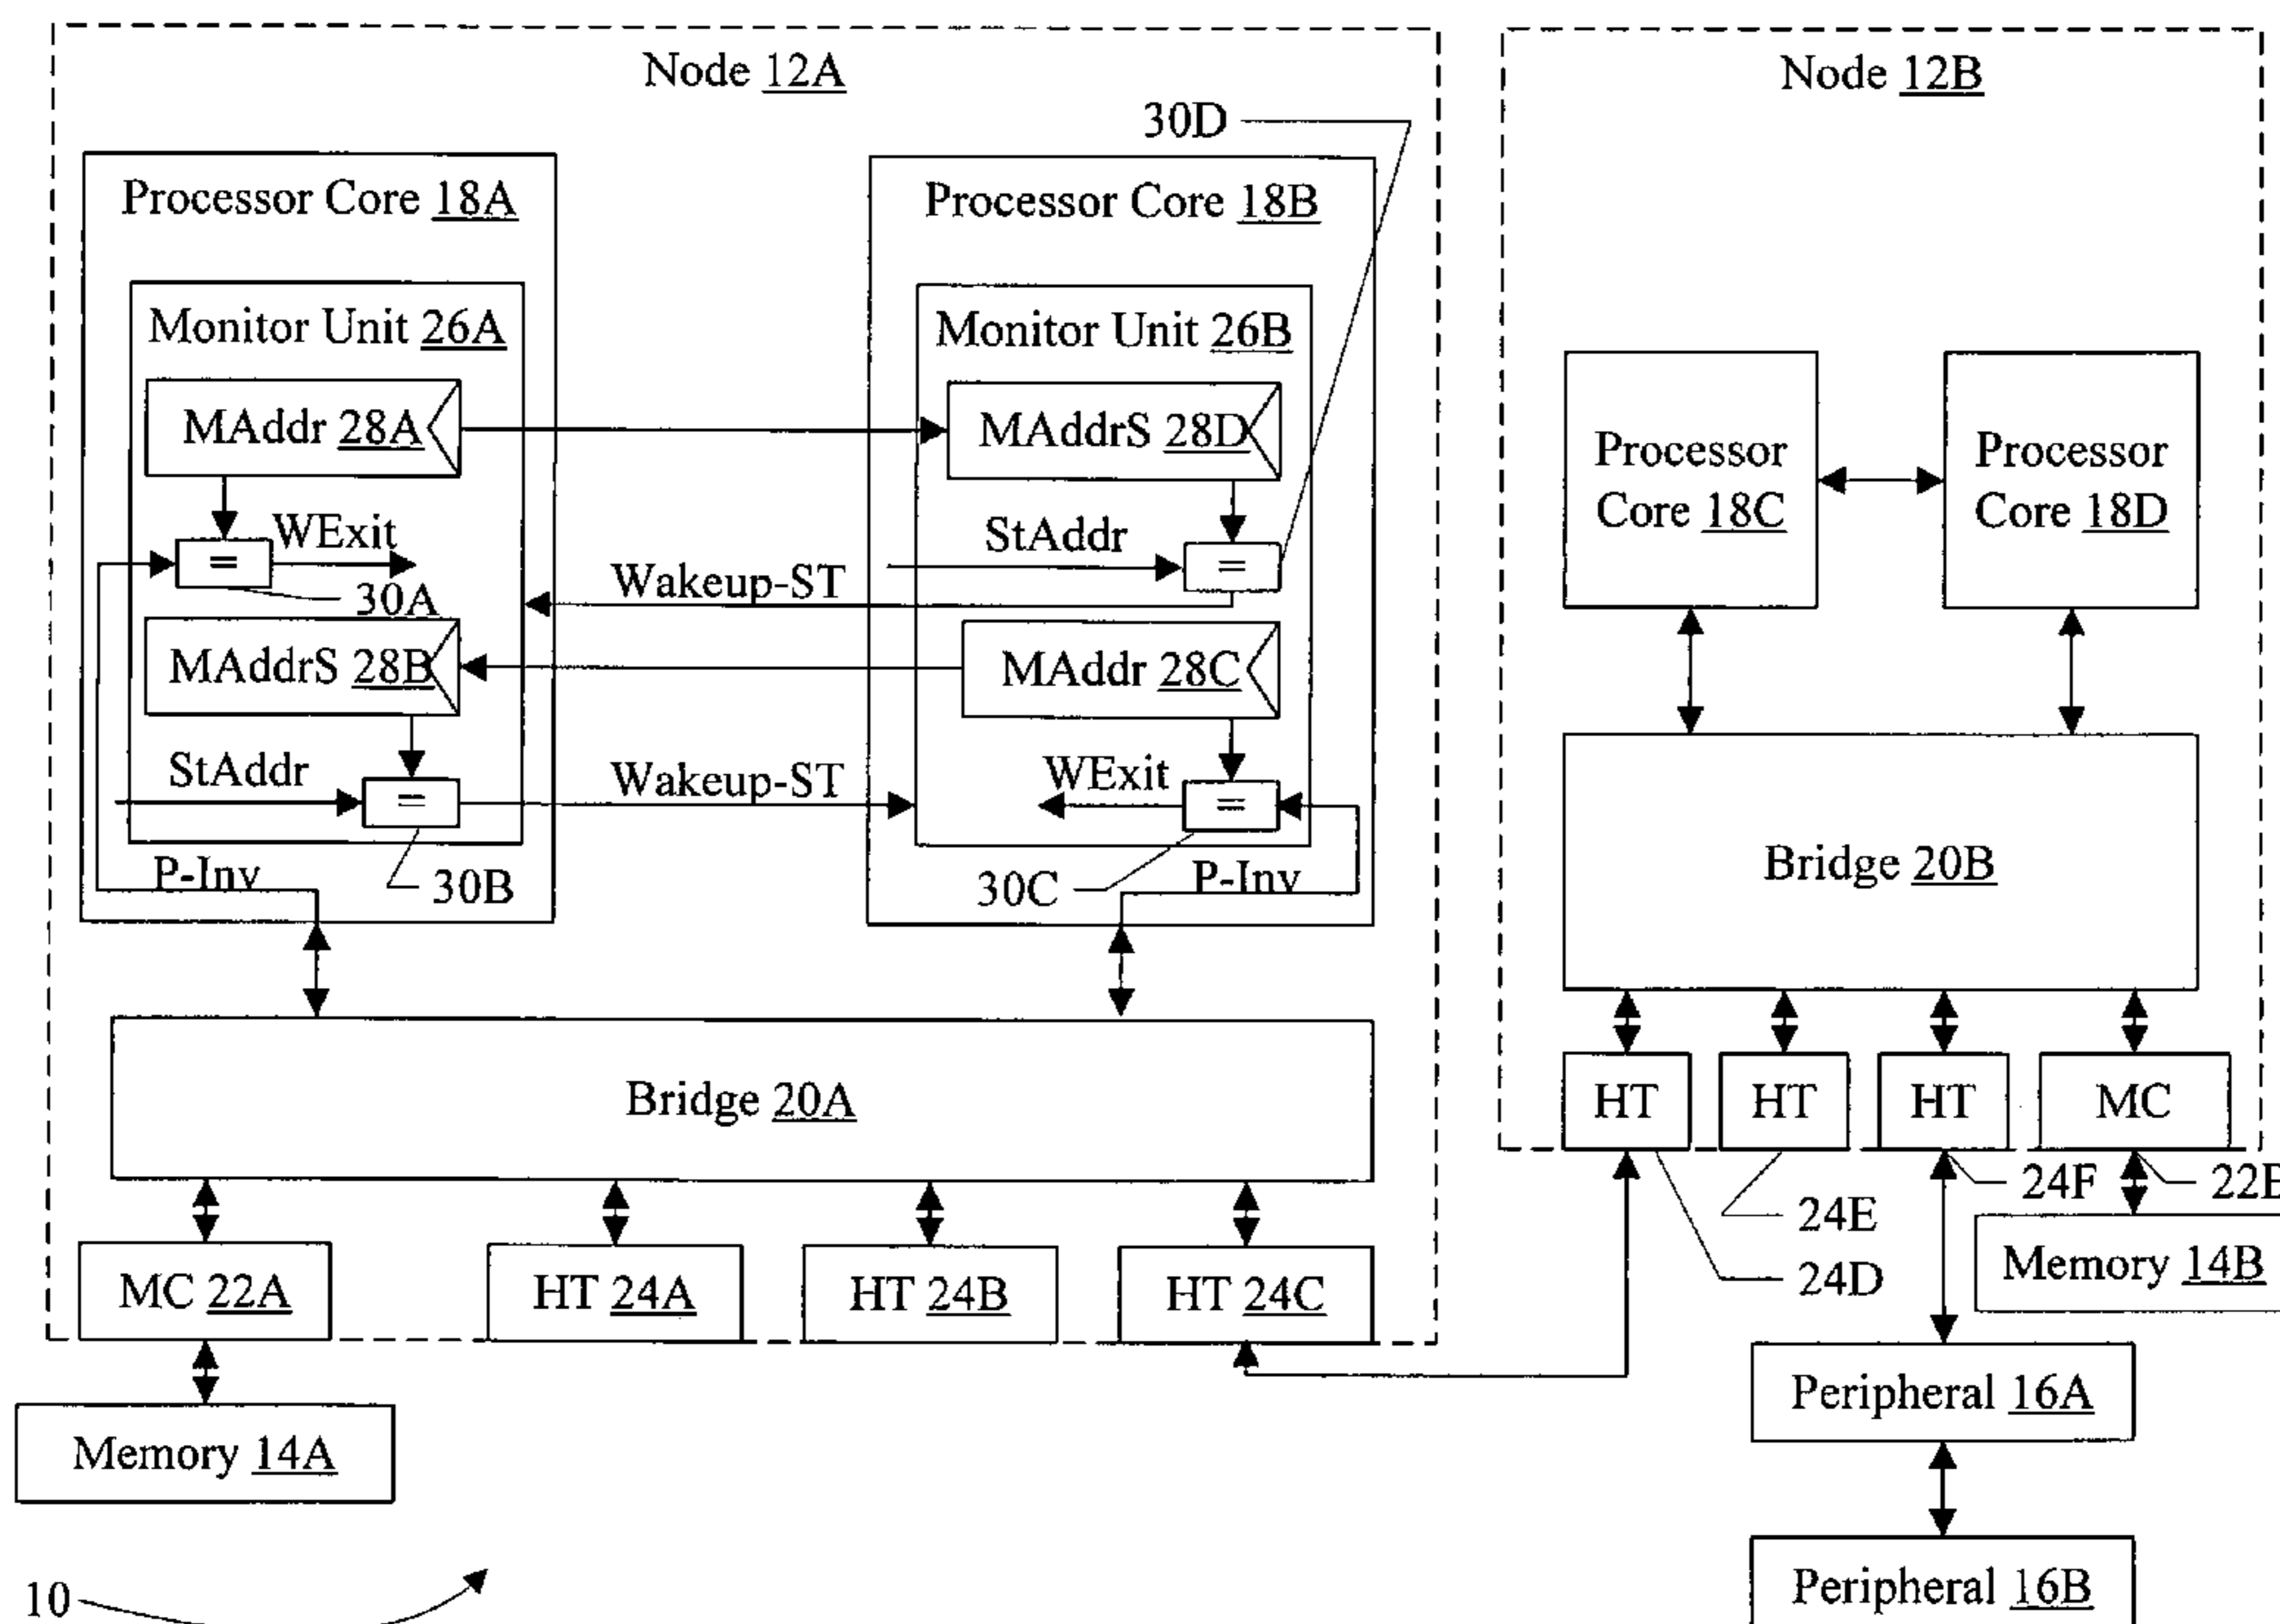 Node 12A
Node 12B
30D
Processor Core 18A
Processor Core 18B
Monitor Unit 26A
Monitor Unit 26B
MAddr 28A
MAddrS 28D
Processor
Core 18C
Processor
Core 18D
WExit
=
30A
StAddr
=
Wakeup-ST
MAddrS 28B
MAddr 28C
StAddr
=
Wakeup-ST
WExit
=
P-Inv
30B
30C
P-Inv
Bridge 20B
Bridge 20A
HT
HT
HT
MC
24F
24E
24D
Memory 14B
MC 22A
HT 24A
HT 24B
HT 24C
Memory 14A
Peripheral 16A
Peripheral 16B
10